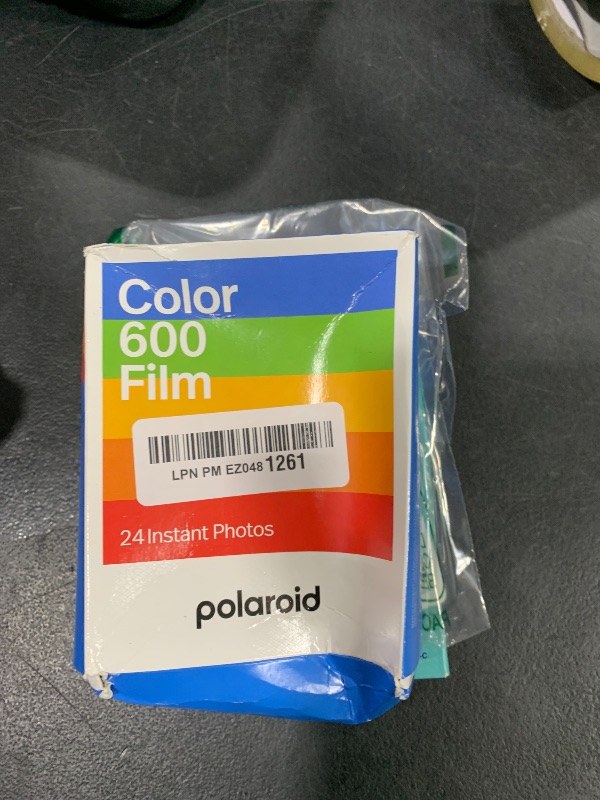 Color
600
Film
LPN PM EZ048 1261
24 Instant Photos
polaroid